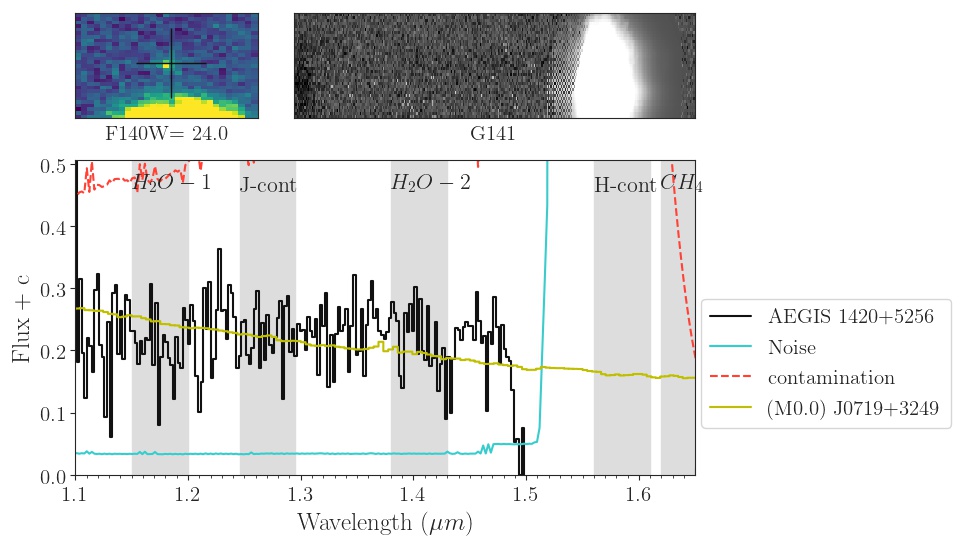 F140W= 24.0
G141
H₂O − 1
J-cont
H₂O − 2
H-cont
CH₄
0.5
0.4
0.3
0.2
0.1
0.0
Flux + c
1.1
1.2
1.3
1.4
1.5
1.6
Wavelength (μm)
AEGIS 1420+5256
Noise
contamination
(M0.0) J0719+3249